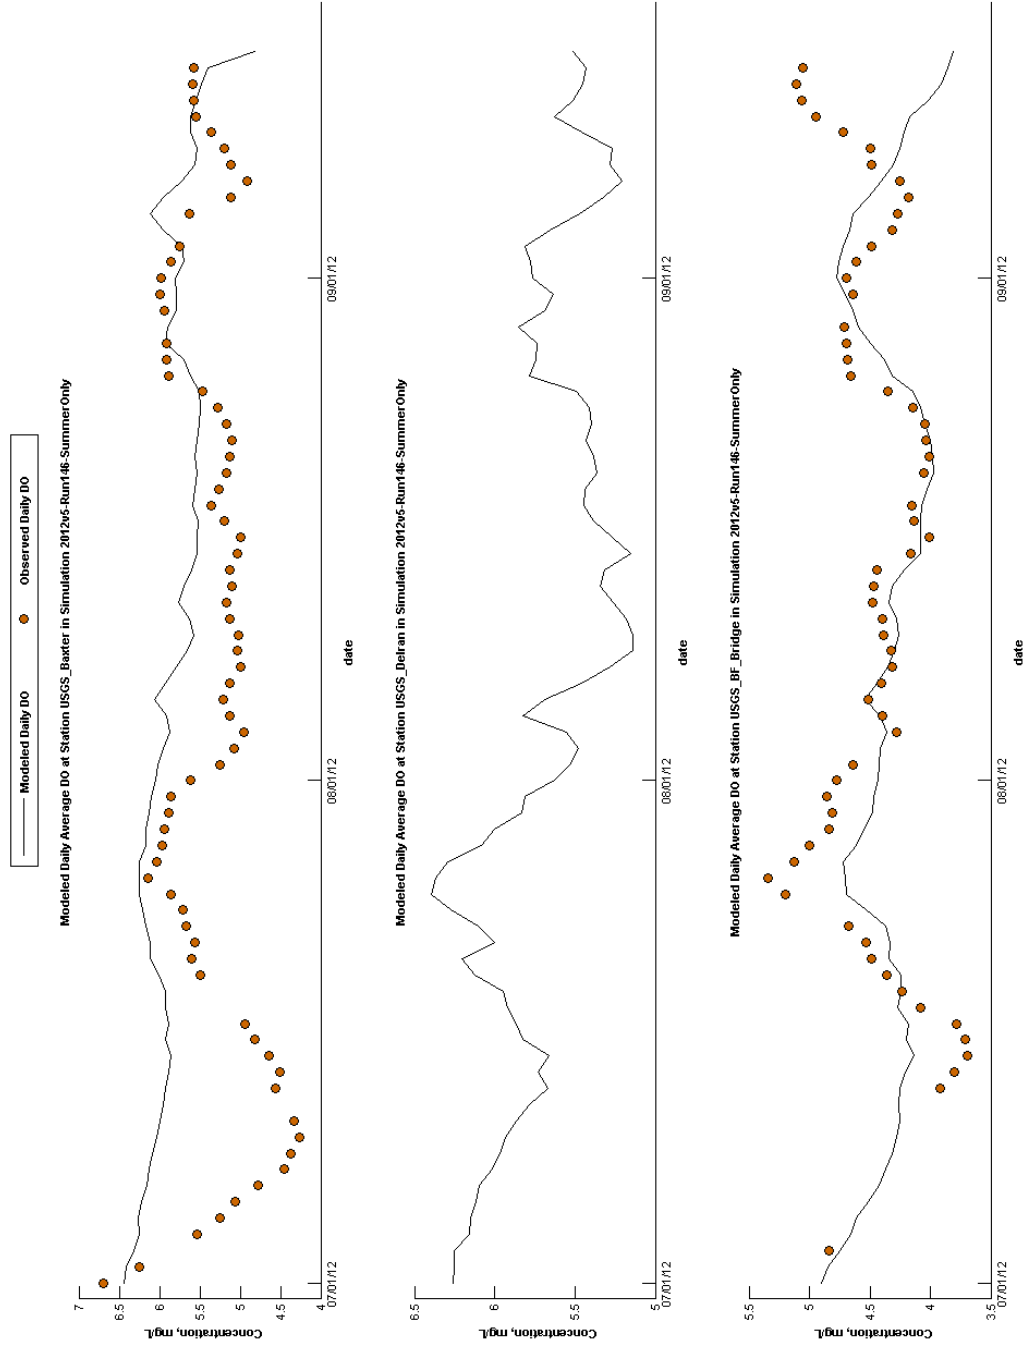 Modeled Daily DO
Observed Daily DO
Modeled Daily Average DO at Station USGS_Baxter in Simulation 2012v5-Run146-SummerOnly
Concentration, mg/L
7
6.5
6
5.5
5
4.5
4
07/01/12
08/01/12
09/01/12
date
Modeled Daily Average DO at Station USGS_Delran in Simulation 2012v5-Run146-SummerOnly
Concentration, mg/L
6.5
6
5.5
5
07/01/12
08/01/12
09/01/12
date
Modeled Daily Average DO at Station USGS_BF_Bridge in Simulation 2012v5-Run146-SummerOnly
Concentration, mg/L
5.5
5
4.5
4
3.5
07/01/12
08/01/12
09/01/12
date